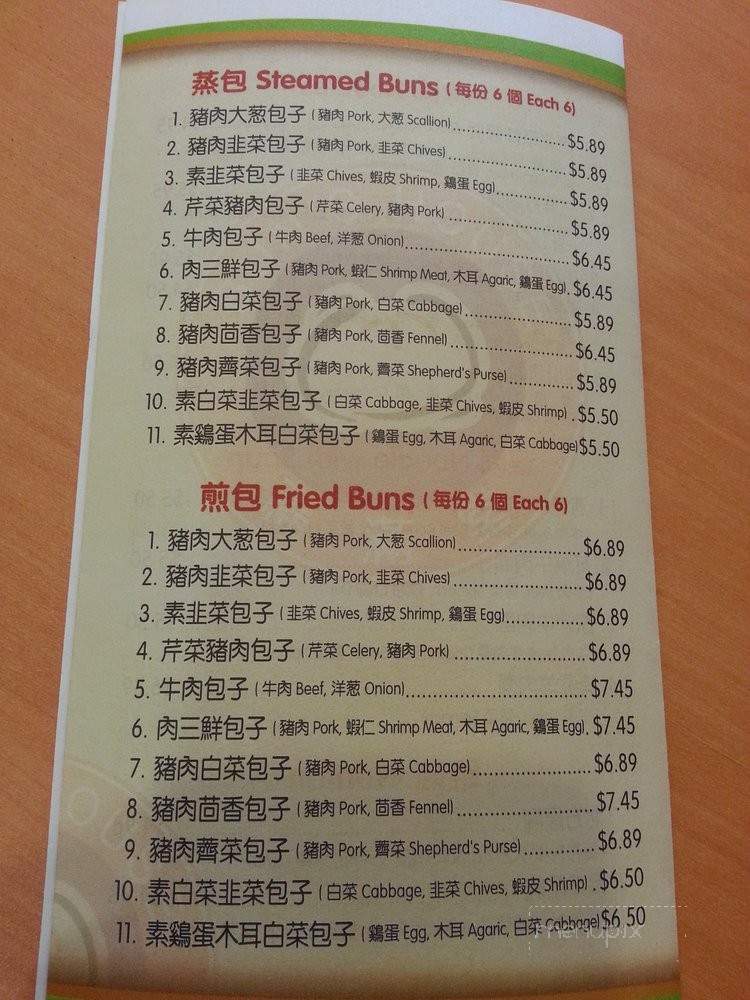 蒸包 Steamed Buns (每份 6 個 Each 6)
1. 豬肉大葱包子 (豬肉 Pork, 大葱 Scallion)........................$5.89
2. 豬肉韭菜包子 (豬肉 Pork, 韭菜 Chives)........................$5.89
3. 素韭菜包子 (韭菜 Chives, 蝦皮 Shrimp, 鷄蛋 Egg)...............$5.89
4. 芹菜豬肉包子 (芹菜 Celery, 豬肉 Pork) ........................$5.89
5. 牛肉包子 (牛肉 Beef, 洋葱 Onion)..................................$6.45
6. 肉三鮮包子 (豬肉 Pork, 蝦仁 Shrimp Meat, 木耳 Agaric, 鷄蛋 Egg). $6.45
7. 豬肉白菜包子 (豬肉 Pork, 白菜 Cabbage)......................$5.89
8. 豬肉茴香包子 (豬肉 Pork, 茴香 Fennel) .........................$6.45
9. 豬肉薺菜包子 (豬肉 Pork, 薺菜 Shepherd's Purse)..............$5.89
10. 素白菜韭菜包子 (白菜 Cabbage, 韭菜 Chives, 蝦皮 Shrimp) . $5.50
11. 素鷄蛋木耳白菜包子 (鷄蛋 Egg, 木耳 Agaric, 白菜 Cabbage)$5.50
煎包 Fried Buns (每份 6 個 Each 6)
1. 豬肉大葱包子 (豬肉 Pork, 大葱 Scallion)........................ $6.89
2. 豬肉韭菜包子 (豬肉 Pork, 韭菜 Chives) ......................... $6.89
3. 素韭菜包子 (韭菜 Chives, 蝦皮 Shrimp, 鷄蛋 Egg)............... $6.89
4. 芹菜豬肉包子 (芹菜 Celery, 豬肉 Pork) ......................... $6.89
5. 牛肉包子 (牛肉 Beef, 洋葱 Onion)................................... $7.45
6. 肉三鮮包子 (豬肉 Pork, 蝦仁 Shrimp Meat, 木耳 Agaric, 鷄蛋 Egg). $7.45
7. 豬肉白菜包子 (豬肉 Pork, 白菜 Cabbage)....................... $6.89
8. 豬肉茴香包子 (豬肉 Pork, 茴香 Fennel) ........................... $7.45
9. 豬肉薺菜包子 (豬肉 Pork, 薺菜 Shepherd's Purse) ............. $6.89
10. 素白菜韭菜包子 (白菜 Cabbage, 韭菜 Chives, 蝦皮 Shrimp) . $6.50
11. 素鷄蛋木耳白菜包子 (鷄蛋 Egg, 木耳 Agaric, 白菜 Cabbage)$6.50
menupix